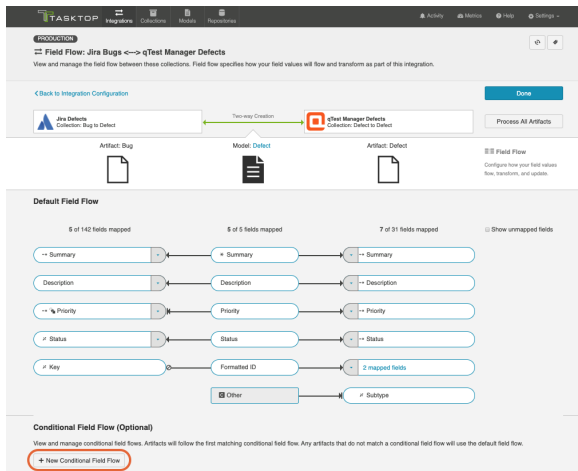 TASKTOP
Integrations
Collections
Models
Repositories
Activity
Metrics
Help
Settings
PRODUCTION
Field Flow: Jira Bugs <---> qTest Manager Defects
View and manage the field flow between these collections. Field flow specifies how your field values will flow and transform as part of this integration.
Back to Integration Configuration
Done
Jira Defects
Collection: Bug to Defect
Two-way Creation
qTest Manager Defects
Collection: Defect to Defect
Process All Artifacts
Artifact: Bug
Model: Defect
Artifact: Defect
Field Flow
Configure how your field values
flow, transform, and update.
Default Field Flow
5 of 142 fields mapped
5 of 5 fields mapped
7 of 31 fields mapped
Show unmapped fields
Summary
* Summary
Summary
Description
Description
Description
Priority
Priority
Priority
Status
Status
Status
Key
Formatted ID
2 mapped fields
Other
Subtype
Conditional Field Flow (Optional)
View and manage conditional field flows. Artifacts will follow the first matching conditional field flow. Any artifacts that do not match a conditional field flow will use the default field flow.
+ New Conditional Field Flow